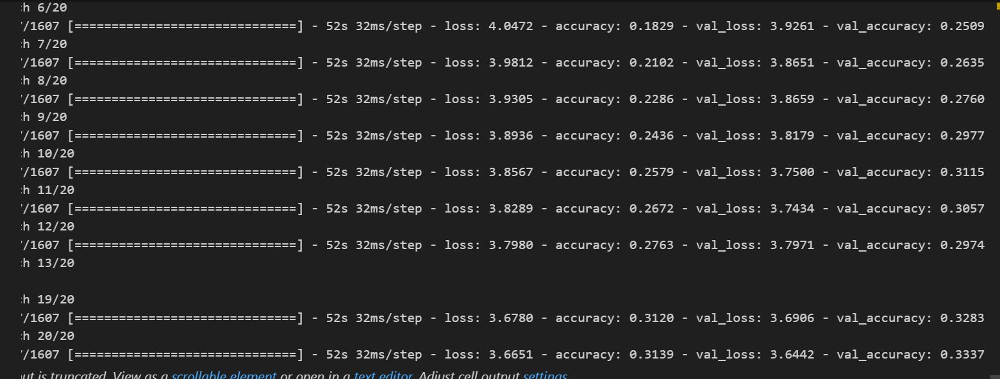 h 6/20
/1607 [==============================] - 52s 32ms/step - loss: 4.0472 - accuracy: 0.1829 - val_loss: 3.9261 - val_accuracy: 0.2509
h 7/20
/1607 [==============================] - 52s 32ms/step - loss: 3.9812 - accuracy: 0.2102 - val_loss: 3.8651 - val_accuracy: 0.2635
h 8/20
/1607 [==============================] - 52s 32ms/step - loss: 3.9305 - accuracy: 0.2286 - val_loss: 3.8659 - val_accuracy: 0.2760
h 9/20
/1607 [==============================] - 52s 32ms/step - loss: 3.8936 - accuracy: 0.2436 - val_loss: 3.8179 - val_accuracy: 0.2977
h 10/20
/1607 [==============================] - 52s 32ms/step - loss: 3.8567 - accuracy: 0.2579 - val_loss: 3.7500 - val_accuracy: 0.3115
h 11/20
/1607 [==============================] - 52s 32ms/step - loss: 3.8289 - accuracy: 0.2672 - val_loss: 3.7434 - val_accuracy: 0.3057
h 12/20
/1607 [==============================] - 52s 32ms/step - loss: 3.7980 - accuracy: 0.2763 - val_loss: 3.7971 - val_accuracy: 0.2974
h 13/20
h 19/20
/1607 [==============================] - 52s 32ms/step - loss: 3.6780 - accuracy: 0.3120 - val_loss: 3.6906 - val_accuracy: 0.3283
h 20/20
/1607 [==============================] - 52s 32ms/step - loss: 3.6651 - accuracy: 0.3139 - val_loss: 3.6442 - val_accuracy: 0.3337
ut is truncated. View as a scrollable element or open in a text editor. Adjust cell output settings